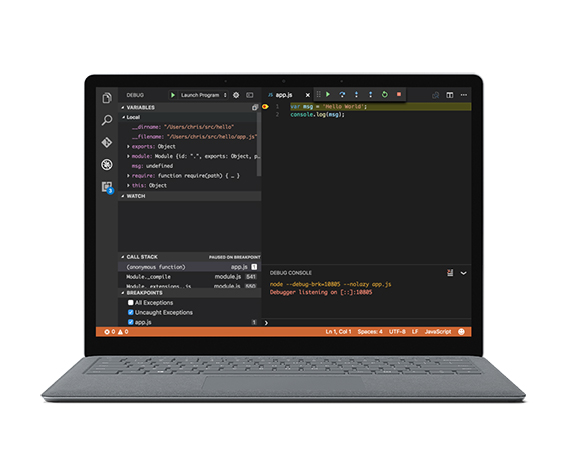 DEBUG
Launch Program
JS app.js
VARIABLES
Local
__dirname: "/Users/chris/src/hello"
__filename: "/Users/chris/src/hello/app.js"
exports: Object
module: Module {id: ".", exports: Object, p…
msg: undefined
require: function require(path) { … }
this: Object
WATCH
CALL STACK
PAUSED ON BREAKPOINT
(anonymous function) app.js 1
Module._compile module.js 541
Module._extensions..js module.js 550
BREAKPOINTS
All Exceptions
Uncaught Exceptions
app.js 1
1 var msg = 'Hello World';
2 console.log(msg);
DEBUG CONSOLE
node --debug-brk=10805 --nolazy app.js
Debugger listening on [::]:10805
0 0
Ln 1, Col 1 Spaces: 4 UTF-8 LF JavaScript